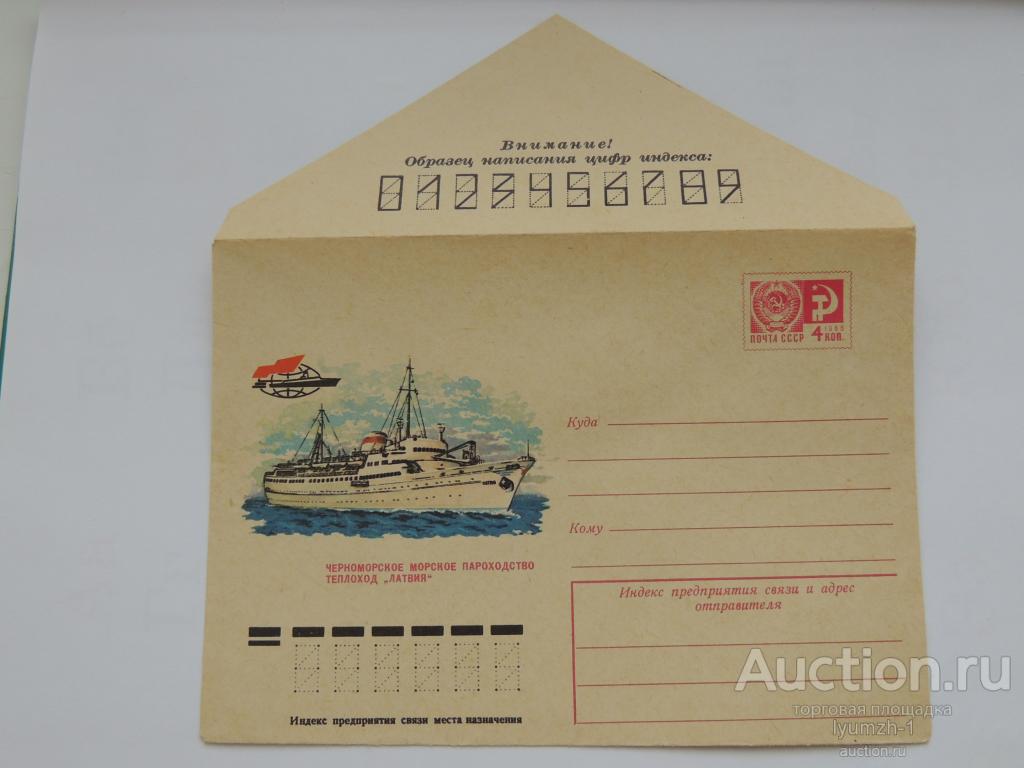 Внимание!
Образец написания цифр индекса:
0123456789
ПОЧТА СССР
1966
4 КОП.
Куда
Кому
ЧЕРНОМОРСКОЕ МОРСКОЕ ПАРОХОДСТВО
ТЕПЛОХОД „ЛАТВИЯ"
Индекс предприятия связи и адрес
отправителя
Индекс предприятия связи места назначения
Auction.ru
торговая площадка
lyumzh-1
auction.ru